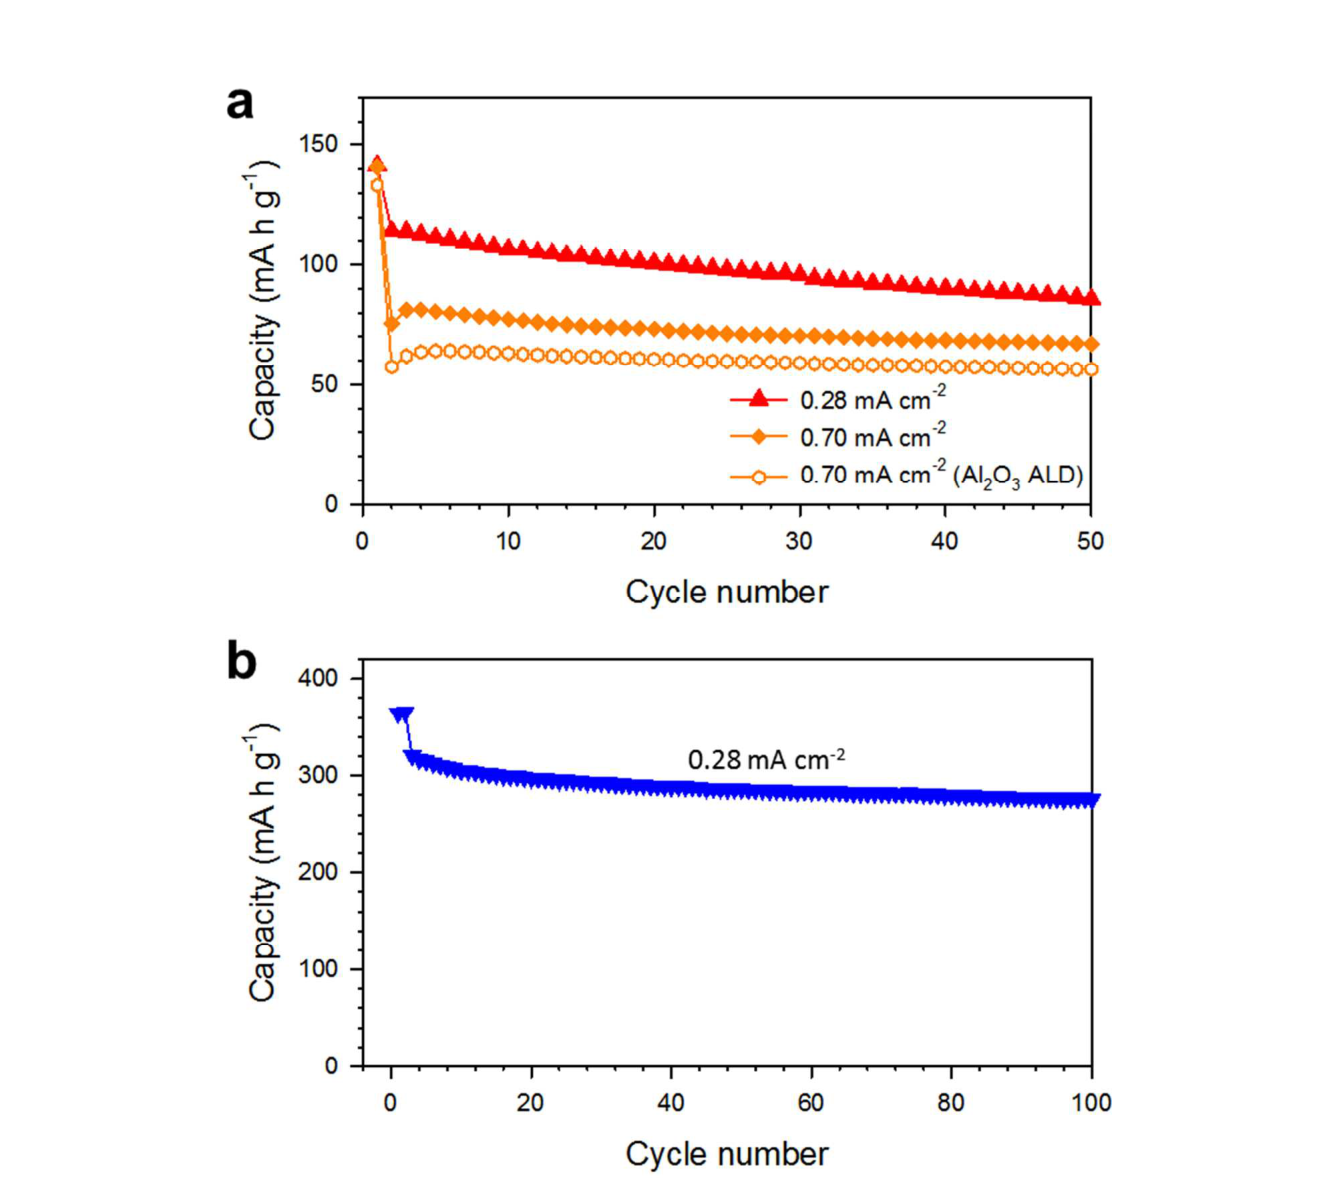 a
Capacity (mA h g⁻¹)
150
100
50
0
0.28 mA cm⁻²
0.70 mA cm⁻²
0.70 mA cm⁻² (Al₂O₃ ALD)
0 10 20 30 40 50
Cycle number
b
Capacity (mA h g⁻¹)
400
300
200
100
0
0.28 mA cm⁻²
0 20 40 60 80 100
Cycle number